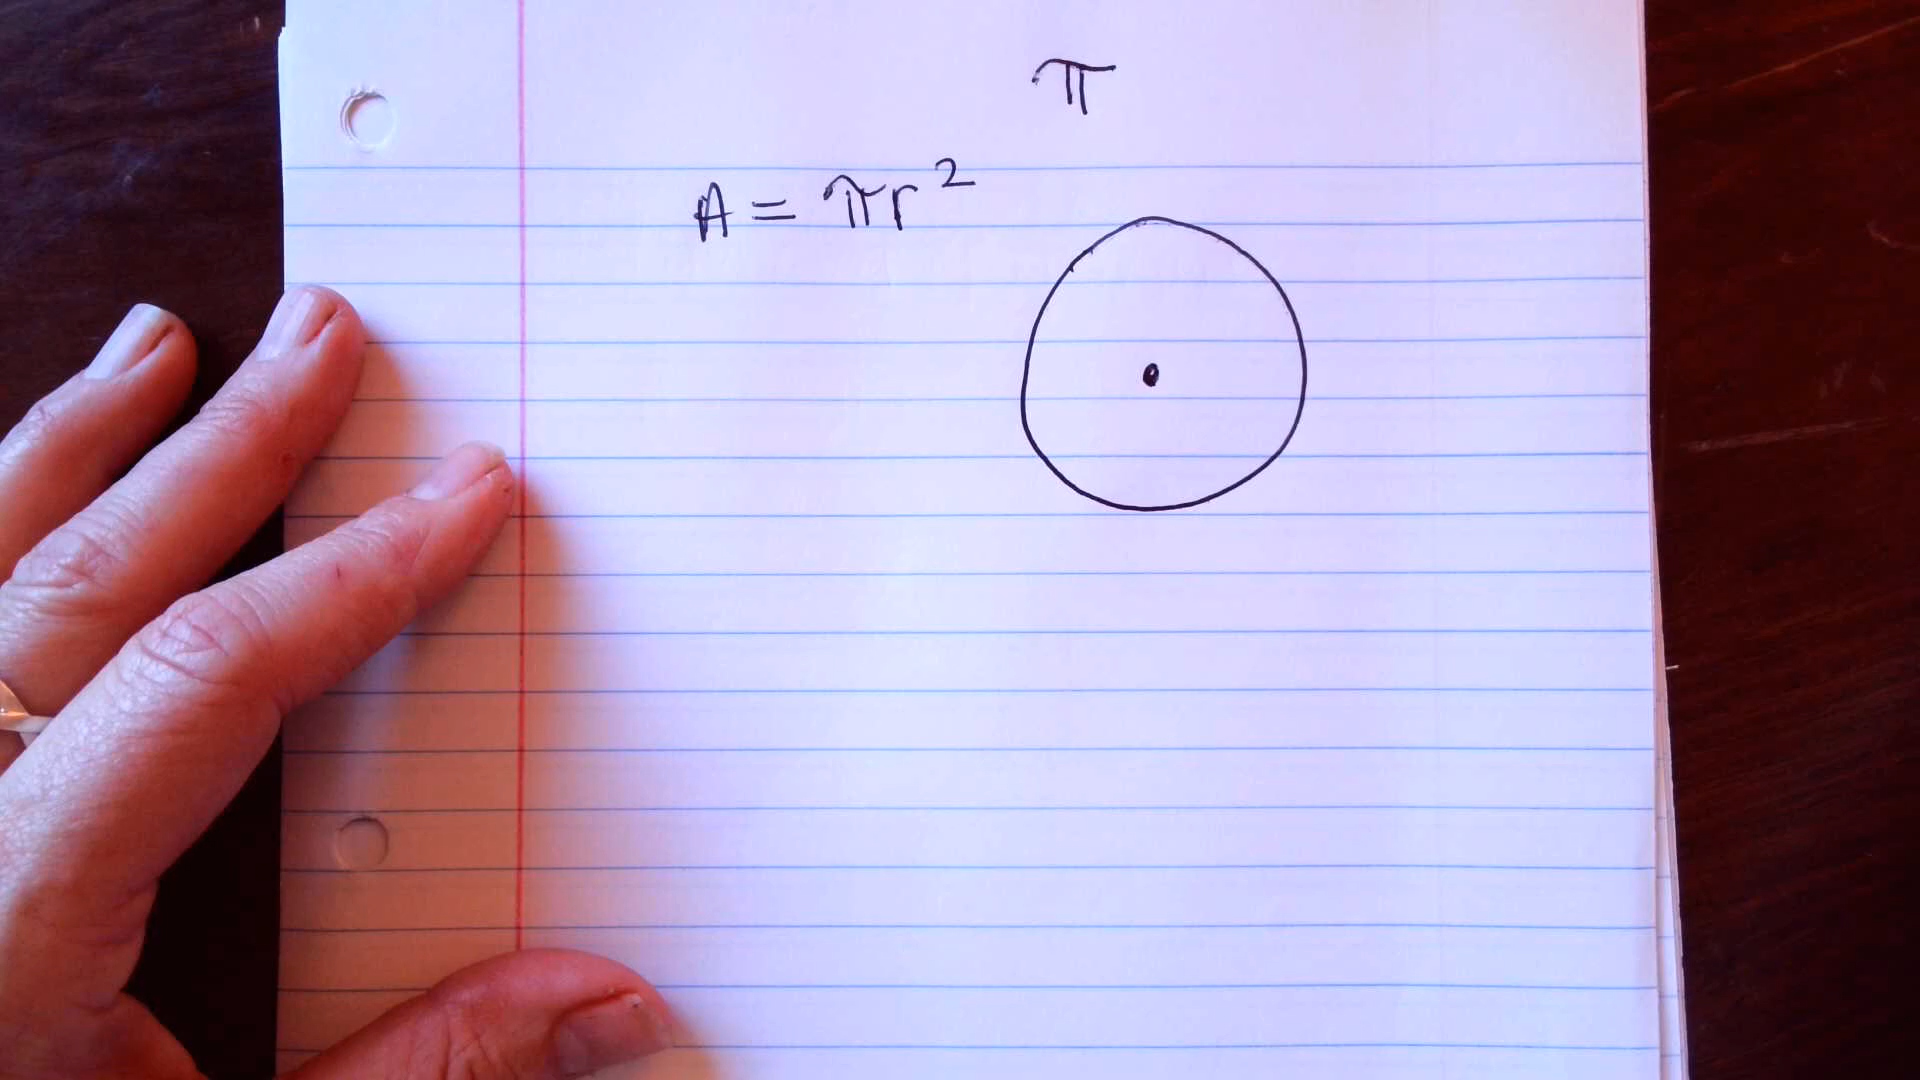 π
A = πr²